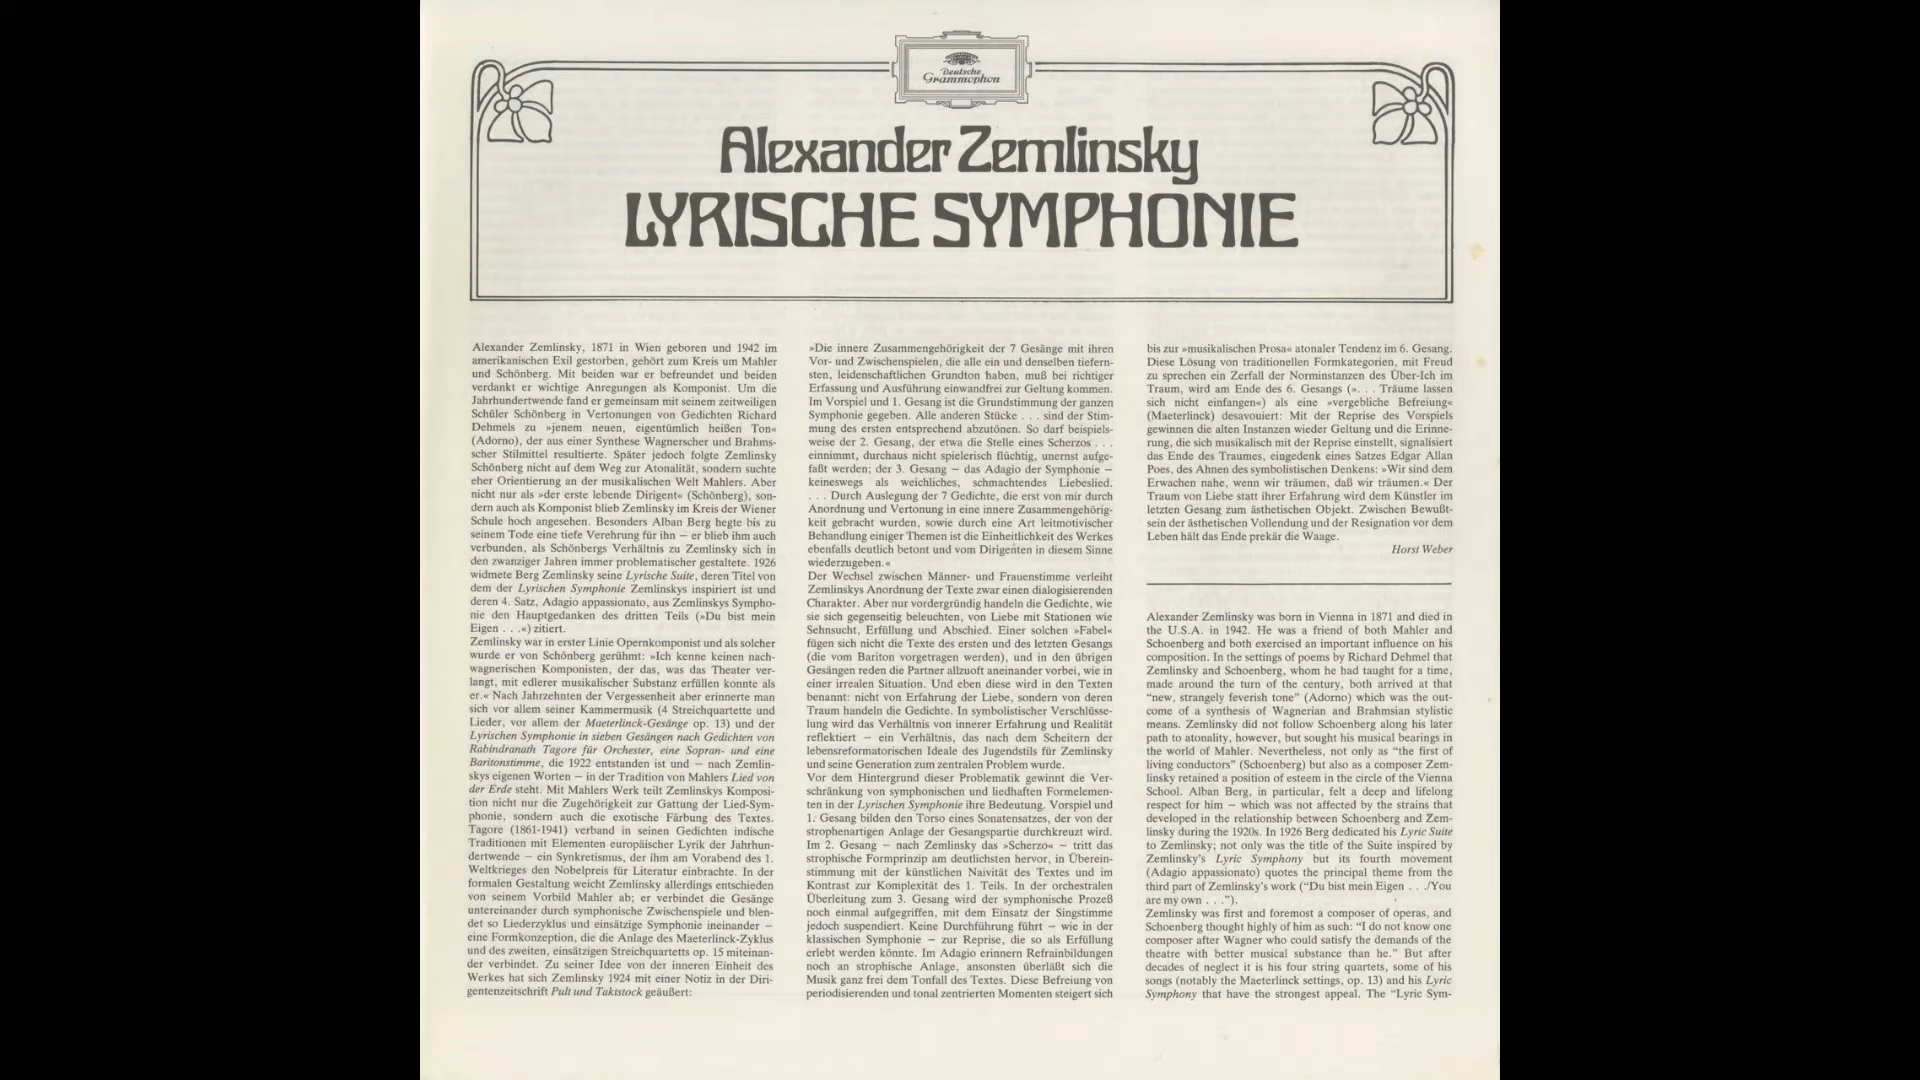 Deutsche
Grammophon
Alexander Zemlinsky
LYRISCHE SYMPHONIE
Alexander Zemlinsky, 1871 in Wien geboren und 1942 im
amerikanischen Exil gestorben, gehört zum Kreis um Mahler
und Schönberg. Mit beiden war er befreundet und beiden
verdankt er wichtige Anregungen als Komponist. Um die
Jahrhundertwende fand er gemeinsam mit seinem zeitweiligen
Schüler Schönberg in Vertonungen von Gedichten Richard
Dehmels zu »jenem neuen, eigentümlich heißen Ton«
(Adorno), der aus einer Synthese Wagnerscher und Brahms-
scher Stilmittel resultierte. Später jedoch folgte Zemlinsky
Schönberg nicht auf dem Weg zur Atonalität, sondern suchte
eher Orientierung an der musikalischen Welt Mahlers. Aber
nicht nur als »der erste lebende Dirigent« (Schönberg), son-
dern auch als Komponist blieb Zemlinsky im Kreis der Wiener
Schule hoch angesehen. Besonders Alban Berg hegte bis zu
seinem Tode eine tiefe Verehrung für ihn – er blieb ihm auch
verbunden, als Schönbergs Verhältnis zu Zemlinsky sich in
den zwanziger Jahren immer problematischer gestaltete. 1926
widmete Berg Zemlinsky seine Lyrische Suite, deren Titel von
dem der Lyrischen Symphonie Zemlinskys inspiriert ist und
deren 4. Satz, Adagio appassionato, aus Zemlinskys Sympho-
nie den Hauptgedanken des dritten Teils (»Du bist mein
Eigen . . .«) zitiert.
Zemlinsky war in erster Linie Opernkomponist und als solcher
wurde er von Schönberg gerühmt: »Ich kenne keinen nach-
wagnerischen Komponisten, der das, was das Theater ver-
langt, mit edlerer musikalischer Substanz erfüllen konnte als
er.« Nach Jahrzehnten der Vergessenheit aber erinnerte man
sich vor allem seiner Kammermusik (4 Streichquartette und
Lieder, vor allem der Maeterlinck-Gesänge op. 13) und der
Lyrischen Symphonie in sieben Gesängen nach Gedichten von
Rabindranath Tagore für Orchester, eine Sopran- und eine
Baritonstimme, die 1922 entstanden ist und – nach Zemlin-
skys eigenen Worten – in der Tradition von Mahlers Lied von
der Erde steht. Mit Mahlers Werk teilt Zemlinskys Komposi-
tion nicht nur die Zugehörigkeit zur Gattung der Lied-Sym-
phonie, sondern auch die exotische Färbung des Textes.
Tagore (1861-1941) verband in seinen Gedichten indische
Traditionen mit Elementen europäischer Lyrik der Jahrhun-
dertwende – ein Synkretismus, der ihm am Vorabend des 1.
Weltkrieges den Nobelpreis für Literatur einbrachte. In der
formalen Gestaltung weicht Zemlinsky allerdings entschieden
von seinem Vorbild Mahler ab; er verbindet die Gesänge
untereinander durch symphonische Zwischenspiele und blen-
det so Liederzyklus und einsätzige Symphonie ineinander –
eine Formkonzeption, die die Anlage des Maeterlinck-Zyklus
und des zweiten, einsätzigen Streichquartetts op. 15 miteinan-
der verbindet. Zu seiner Idee von der inneren Einheit des
Werkes hat sich Zemlinsky 1924 mit einer Notiz in der Diri-
gentenzeitschrift Pult und Taktstock geäußert:
»Die innere Zusammengehörigkeit der 7 Gesänge mit ihren
Vor- und Zwischenspielen, die alle ein und denselben tiefern-
sten, leidenschaftlichen Grundton haben, muß bei richtiger
Erfassung und Ausführung einwandfrei zur Geltung kommen.
Im Vorspiel und 1. Gesang ist die Grundstimmung der ganzen
Symphonie gegeben. Alle anderen Stücke . . . sind der Stim-
mung des ersten entsprechend abzutönen. So darf beispiels-
weise der 2. Gesang, der etwa die Stelle eines Scherzos . . .
einnimmt, durchaus nicht spielerisch flüchtig, unernst aufge-
faßt werden; der 3. Gesang – das Adagio der Symphonie –
keineswegs als weichliches, schmachtendes Liebeslied.
. . . Durch Auslegung der 7 Gedichte, die erst von mir durch
Anordnung und Vertonung in eine innere Zusammengehörig-
keit gebracht wurden, sowie durch eine Art leitmotivischer
Behandlung einiger Themen ist die Einheitlichkeit des Werkes
ebenfalls deutlich betont und vom Dirigenten in diesem Sinne
wiederzugeben.«
Der Wechsel zwischen Männer- und Frauenstimme verleiht
Zemlinskys Anordnung der Texte zwar einen dialogisierenden
Charakter. Aber nur vordergründig handeln die Gedichte, wie
sie sich gegenseitig beleuchten, von Liebe mit Stationen wie
Sehnsucht, Erfüllung und Abschied. Einer solchen »Fabel«
fügen sich nicht die Texte des ersten und des letzten Gesangs
(die vom Bariton vorgetragen werden), und in den übrigen
Gesängen reden die Partner allzuoft aneinander vorbei, wie in
einer irrealen Situation. Und eben diese wird in den Texten
benannt: nicht von Erfahrung der Liebe, sondern von deren
Traum handeln die Gedichte. In symbolistischer Verschlüsse-
lung wird das Verhältnis von innerer Erfahrung und Realität
reflektiert – ein Verhältnis, das nach dem Scheitern der
lebensreformatorischen Ideale des Jugendstils für Zemlinsky
und seine Generation zum zentralen Problem wurde.
Vor dem Hintergrund dieser Problematik gewinnt die Ver-
schränkung von symphonischen und liedhaften Formelemen-
ten in der Lyrischen Symphonie ihre Bedeutung. Vorspiel und
1. Gesang bilden den Torso eines Sonatensatzes, der von der
strophenartigen Anlage der Gesangspartie durchkreuzt wird.
Im 2. Gesang – nach Zemlinsky das »Scherzo« – tritt das
strophische Formprinzip am deutlichsten hervor, in Überein-
stimmung mit der künstlichen Naivität des Textes und im
Kontrast zur Komplexität des 1. Teils. In der orchestralen
Überleitung zum 3. Gesang wird der symphonische Prozeß
noch einmal aufgegriffen, mit dem Einsatz der Singstimme
jedoch suspendiert. Keine Durchführung führt – wie in der
klassischen Symphonie – zur Reprise, die so als Erfüllung
erlebt werden könnte. Im Adagio erinnern Refrainbildungen
noch an strophische Anlage, ansonsten überläßt sich die
Musik ganz frei dem Tonfall des Textes. Diese Befreiung von
periodisierenden und tonal zentrierten Momenten steigert sich
bis zur »musikalischen Prosa« atonaler Tendenz im 6. Gesang.
Diese Lösung von traditionellen Formkategorien, mit Freud
zu sprechen ein Zerfall der Norminstanzen des Über-Ich im
Traum, wird am Ende des 6. Gesangs (». . . Träume lassen
sich nicht einfangen«) als eine »vergebliche Befreiung«
(Maeterlinck) desavouiert: Mit der Reprise des Vorspiels
gewinnen die alten Instanzen wieder Geltung und die Erinne-
rung, die sich musikalisch mit der Reprise einstellt, signalisiert
das Ende des Traumes, eingedenk eines Satzes Edgar Allan
Poes, des Ahnen des symbolistischen Denkens: »Wir sind dem
Erwachen nahe, wenn wir träumen, daß wir träumen.« Der
Traum von Liebe statt ihrer Erfahrung wird dem Künstler im
letzten Gesang zum ästhetischen Objekt. Zwischen Bewußt-
sein der ästhetischen Vollendung und der Resignation vor dem
Leben hält das Ende prekär die Waage.
Horst Weber
Alexander Zemlinsky was born in Vienna in 1871 and died in
the U.S.A. in 1942. He was a friend of both Mahler and
Schoenberg and both exercised an important influence on his
composition. In the settings of poems by Richard Dehmel that
Zemlinsky and Schoenberg, whom he had taught for a time,
made around the turn of the century, both arrived at that
“new, strangely feverish tone” (Adorno) which was the out-
come of a synthesis of Wagnerian and Brahmsian stylistic
means. Zemlinsky did not follow Schoenberg along his later
path to atonality, however, but sought his musical bearings in
the world of Mahler. Nevertheless, not only as “the first of
living conductors” (Schoenberg) but also as a composer Zem-
linsky retained a position of esteem in the circle of the Vienna
School. Alban Berg, in particular, felt a deep and lifelong
respect for him – which was not affected by the strains that
developed in the relationship between Schoenberg and Zem-
linsky during the 1920s. In 1926 Berg dedicated his Lyric Suite
to Zemlinsky; not only was the title of the Suite inspired by
Zemlinsky's Lyric Symphony but its fourth movement
(Adagio appassionato) quotes the principal theme from the
third part of Zemlinsky's work (“Du bist mein Eigen . . ./You
are my own . . .”).
Zemlinsky was first and foremost a composer of operas, and
Schoenberg thought highly of him as such: “I do not know one
composer after Wagner who could satisfy the demands of the
theatre with better musical substance than he.” But after
decades of neglect it is his four string quartets, some of his
songs (notably the Maeterlinck settings, op. 13) and his Lyric
Symphony that have the strongest appeal. The “Lyric Sym-